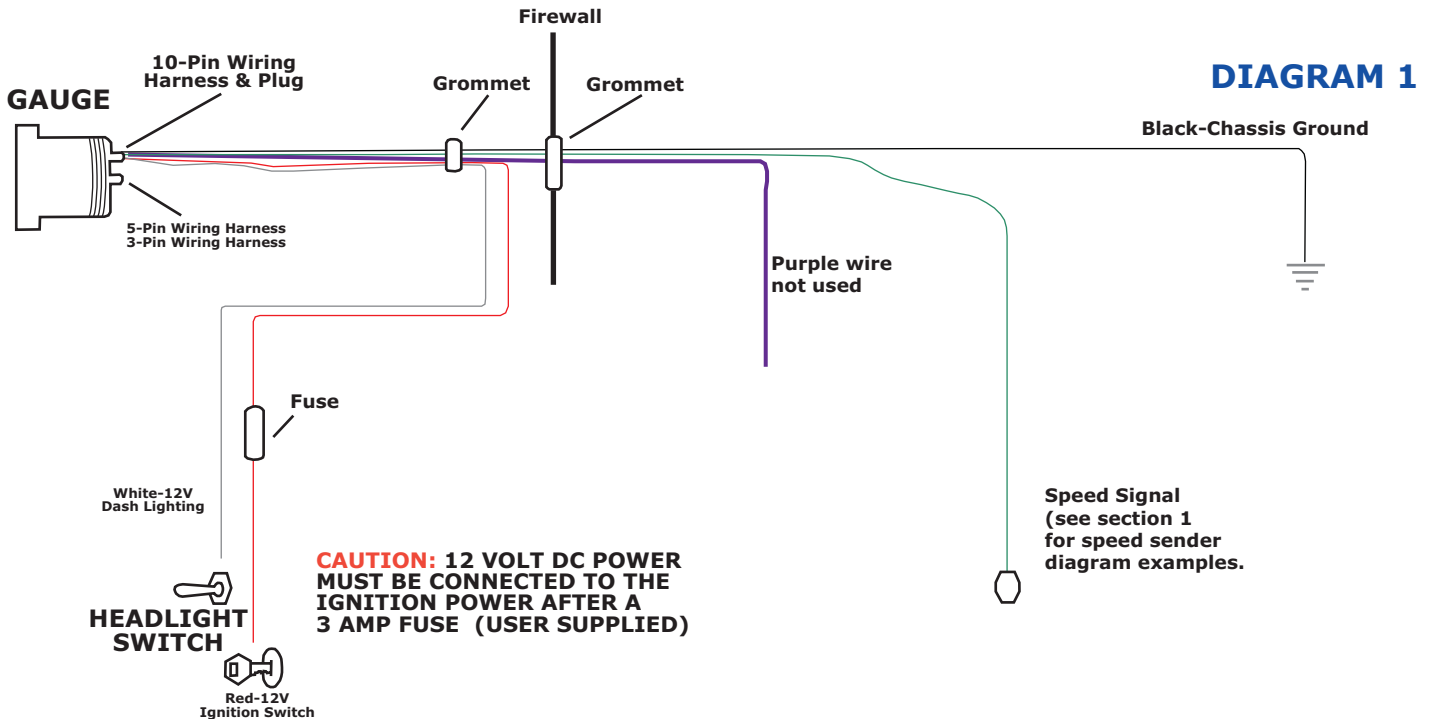 Firewall
10-Pin Wiring
Harness & Plug
Grommet
Grommet
DIAGRAM 1
GAUGE
Black-Chassis Ground
5-Pin Wiring Harness
3-Pin Wiring Harness
Purple wire
not used
Fuse
White-12V
Dash Lighting
Speed Signal
(see section 1
for speed sender
diagram examples.
CAUTION: 12 VOLT DC POWER
MUST BE CONNECTED TO THE
IGNITION POWER AFTER A
3 AMP FUSE (USER SUPPLIED)
HEADLIGHT
SWITCH
Red-12V
Ignition Switch